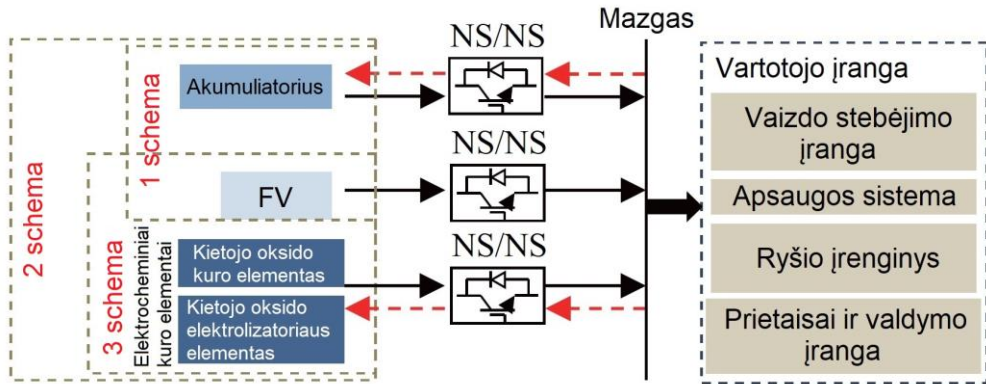 2 schema
1 schema
3 schema
Akumuliatorius
FV
Elektrocheminiai
kuro elementai
Kietojo oksido
kuro elementas
Kietojo oksido
elektrolizatoriaus
elementas
NS/NS
NS/NS
NS/NS
Mazgas
Vartotojo įranga
Vaizdo stebėjimo
įranga
Apsaugos sistema
Ryšio įrenginys
Prietaisai ir valdymo
įranga